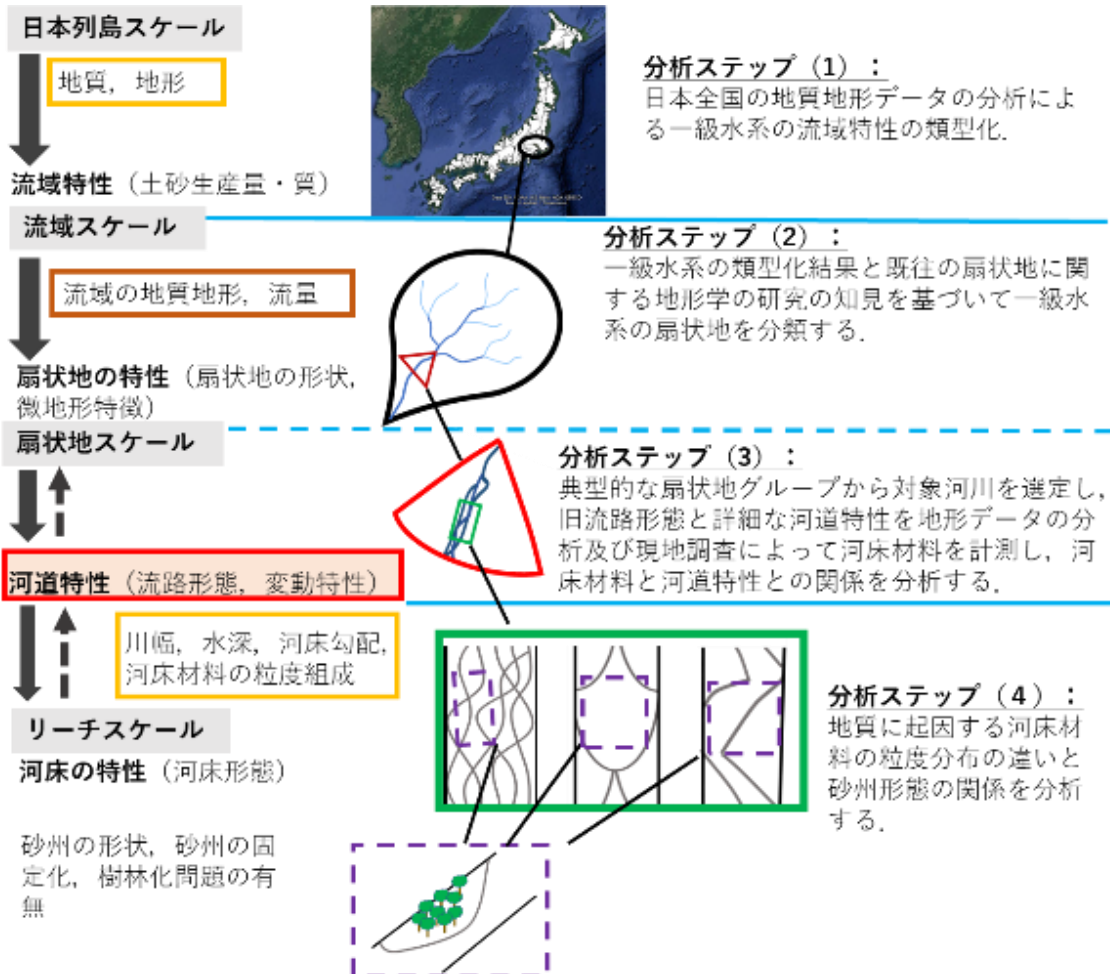 日本列島スケール
地質，地形
流域特性（土砂生産量・質）
分析ステップ（1）：
日本全国の地質地形データの分析によ
る一級水系の流域特性の類型化．
流域スケール
流域の地質地形，流量
扇状地の特性（扇状地の形状，
微地形特徴）
分析ステップ（2）：
一級水系の類型化結果と既往の扇状地に関
する地形学の研究の知見を基づいて一級水
系の扇状地を分類する．
扇状地スケール
河道特性（流路形態，変動特性）
分析ステップ（3）：
典型的な扇状地グループから対象河川を選定し，
旧流路形態と詳細な河道特性を地形データの分
析及び現地調査によって河床材料を計測し，河
床材料と河道特性との関係を分析する．
川幅，水深，河床勾配，
河床材料の粒度組成
リーチスケール
河床の特性（河床形態）
砂州の形状，砂州の固
定化，樹林化問題の有
無
分析ステップ（4）：
地質に起因する河床材
料の粒度分布の違いと
砂州形態の関係を分析
する．